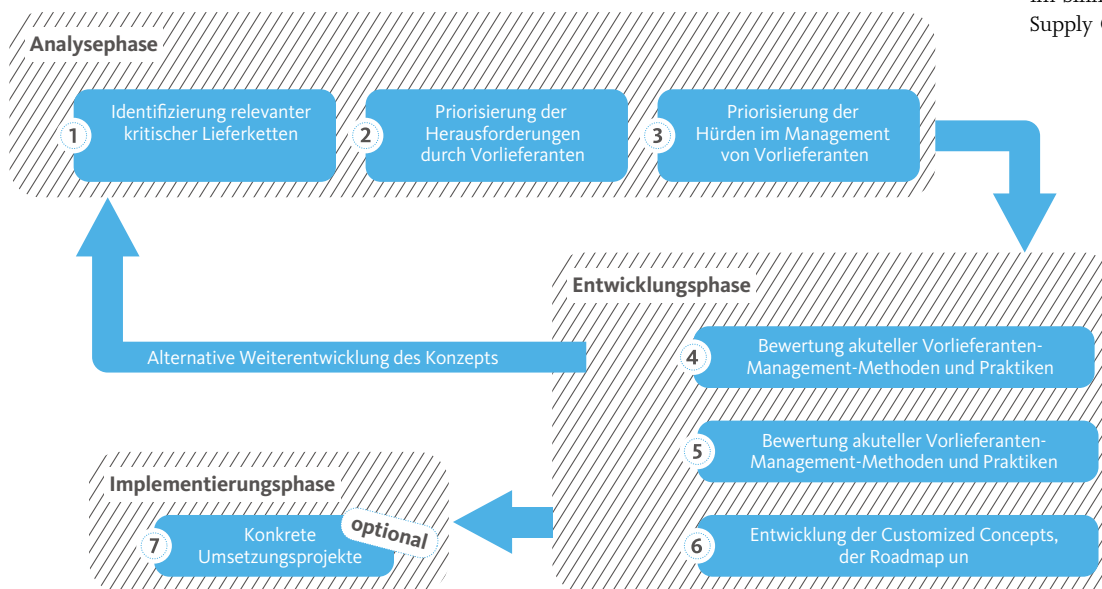 Supply
Analysephase
1
Identifizierung relevanter
kritischer Lieferketten
2
Priorisierung der
Herausforderungen
durch Vorlieferanten
3
Priorisierung der
Hürden im Management
von Vorlieferanten
Entwicklungsphase
4
Bewertung akuteller Vorlieferanten-
Management-Methoden und Praktiken
Alternative Weiterentwicklung des Konzepts
5
Bewertung akuteller Vorlieferanten-
Management-Methoden und Praktiken
6
Entwicklung der Customized Concepts,
der Roadmap un
Implementierungsphase
7
Konkrete
Umsetzungsprojekte
optional